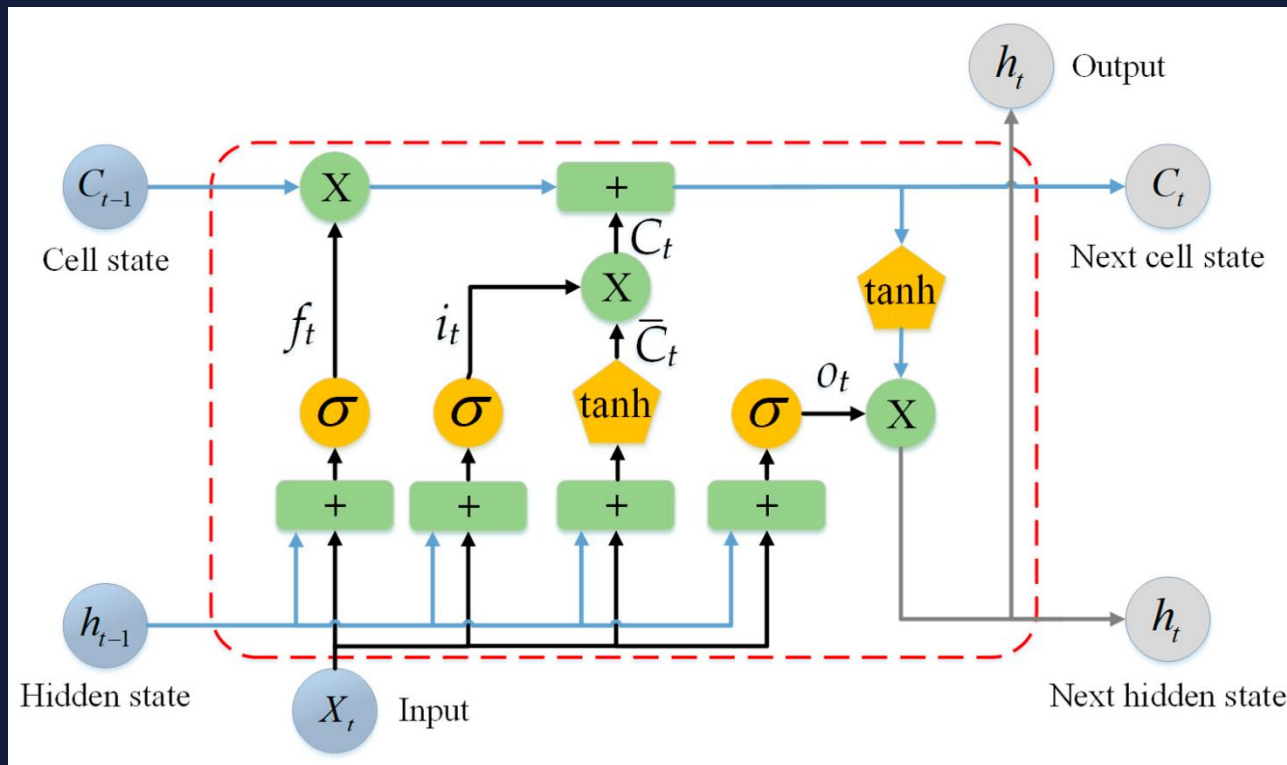 h_t Output
C_{t-1} X + C_t
Cell state C_t Next cell state
X tanh
f_t i_t C̅_t
σ σ tanh σ o_t X
+ + + +
h_{t-1} h_t
Hidden state X_t Input Next hidden state